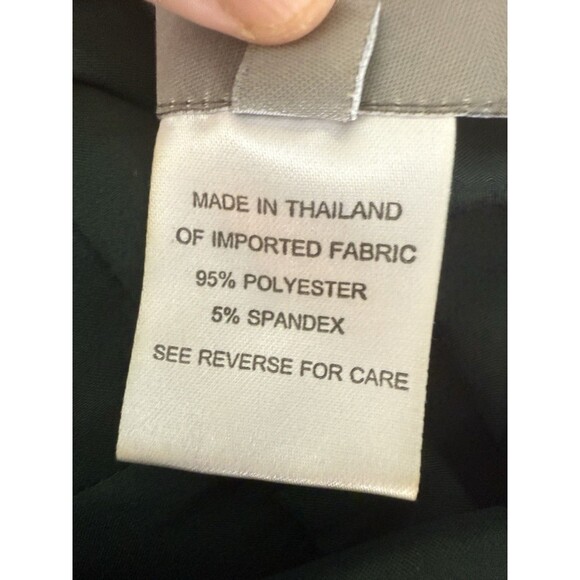 MADE IN THAILAND
OF IMPORTED FABRIC
95% POLYESTER
5% SPANDEX
SEE REVERSE FOR CARE